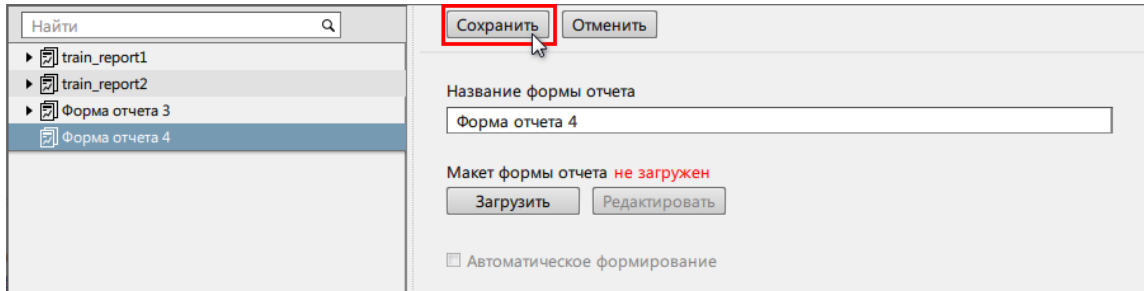 Найти
train_report1
train_report2
Форма отчета 3
Форма отчета 4
Сохранить Отменить
Название формы отчета
Форма отчета 4
Макет формы отчета не загружен
Загрузить Редактировать
Автоматическое формирование